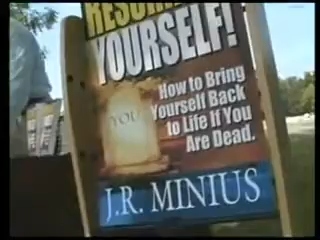 YOURSELF!
How to Bring
Yourself Back
to Life If You
Are Dead.
YOU
J.R. MINIUS